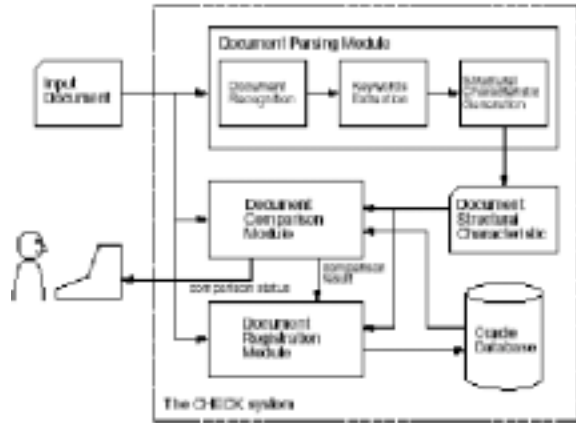 Document Parsing Module
Input
Document
Document
Recognition
Keywords
Extraction
Structural
Characteristic
Generation
Document
Comparison
Module
Document
Structural
Characteristic
comparison status
comparison
result
Document
Registration
Module
Database
The CHECK system